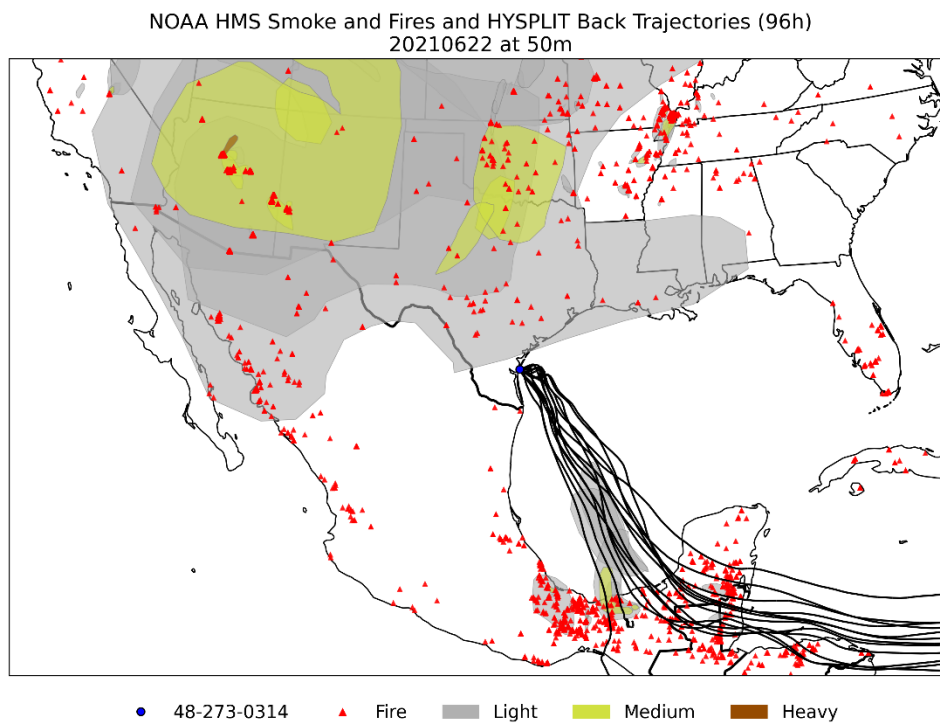 NOAA HMS Smoke and Fires and HYSPLIT Back Trajectories (96h)
20210622 at 50m
48-273-0314 Fire Light Medium Heavy